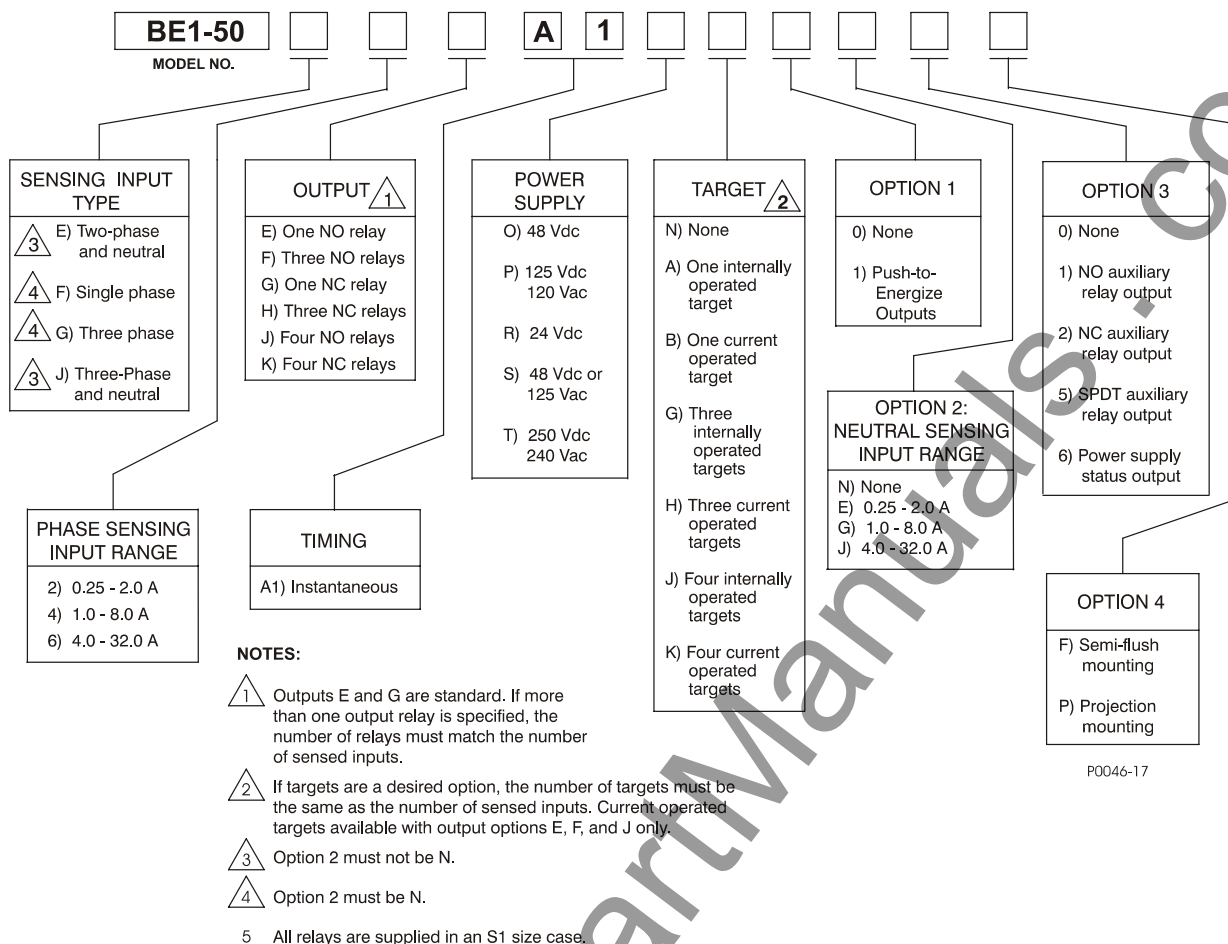 BE1-50
A
1
MODEL NO.
SENSING INPUT
TYPE
3
E) Two-phase
and neutral
4
F) Single phase
4
G) Three phase
3
J) Three-Phase
and neutral
OUTPUT
1
E) One NO relay
F) Three NO relays
G) One NC relay
H) Three NC relays
J) Four NO relays
K) Four NC relays
POWER
SUPPLY
O) 48 Vdc
P) 125 Vdc
120 Vac
R) 24 Vdc
S) 48 Vdc or
125 Vac
T) 250 Vdc
240 Vac
TARGET
2
N) None
A) One internally
operated
target
B) One current
operated
target
G) Three
internally
operated
targets
H) Three current
operated
targets
J) Four internally
operated
targets
K) Four current
operated
targets
OPTION 1
0) None
1) Push-to-
Energize
Outputs
OPTION 3
0) None
1) NO auxiliary
relay output
2) NC auxiliary
relay output
5) SPDT auxiliary
relay output
6) Power supply
status output
OPTION 2:
NEUTRAL SENSING
INPUT RANGE
N) None
E) 0.25 - 2.0 A
G) 1.0 - 8.0 A
J) 4.0 - 32.0 A
PHASE SENSING
INPUT RANGE
2) 0.25 - 2.0 A
4) 1.0 - 8.0 A
6) 4.0 - 32.0 A
TIMING
A1) Instantaneous
OPTION 4
F) Semi-flush
mounting
P) Projection
mounting
P0046-17
NOTES:
1 Outputs E and G are standard. If more
than one output relay is specified, the
number of relays must match the number
of sensed inputs.
2 If targets are a desired option, the number of targets must be
the same as the number of sensed inputs. Current operated
targets available with output options E, F, and J only.
3 Option 2 must not be N.
4 Option 2 must be N.
5 All relays are supplied in an S1 size case.
artManuals . co